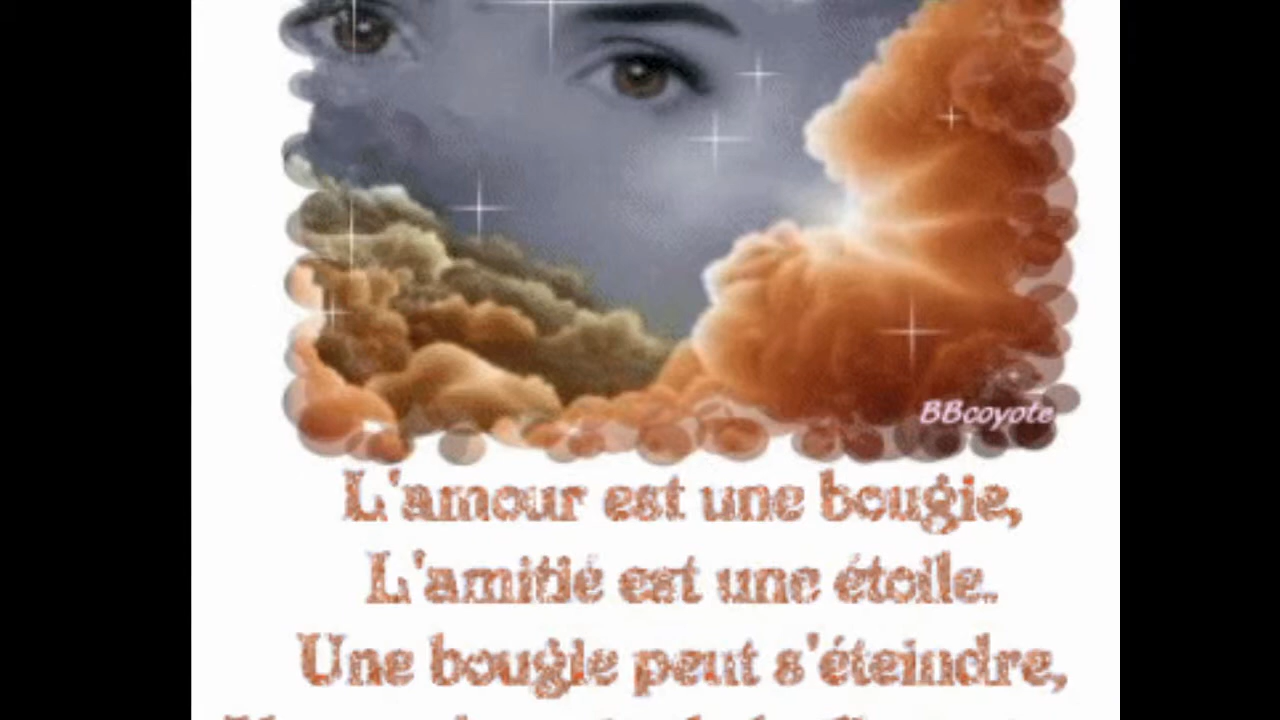 BBcoyote
L'amour est une bougie,
L'amitié est une étoile.
Une bougie peut s'éteindre,